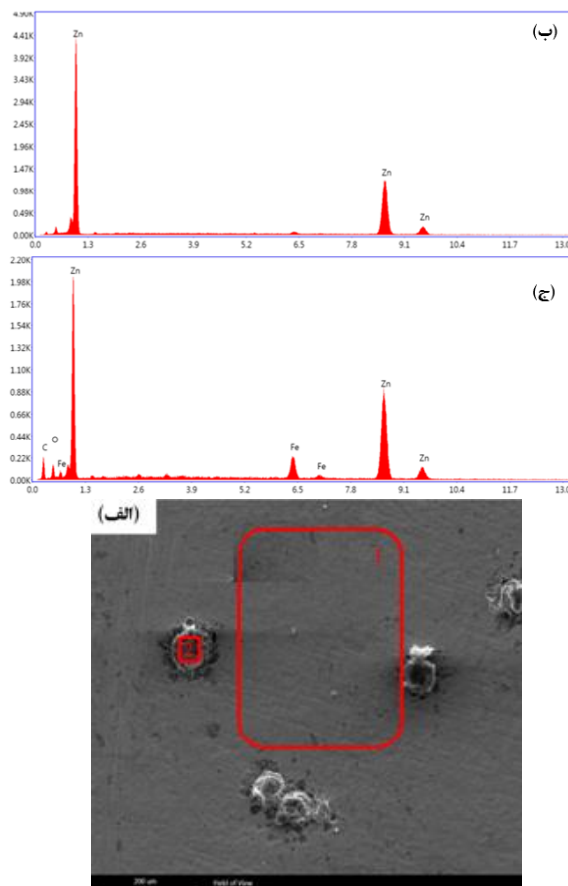 (ب)
4.90K
4.41K
3.92K
3.43K
2.94K
2.45K
1.96K
1.47K
0.98K
0.49K
0.00K
Zn
Zn
Zn
0.0 1.3 2.6 3.9 5.2 6.5 7.8 9.1 10.4 11.7 13.0
(ج)
2.20K
1.98K
1.76K
1.54K
1.32K
1.10K
0.88K
0.66K
0.44K
0.22K
0.00K
Zn
C
O
Fe
Fe
Fe
Zn
Zn
0.0 1.3 2.6 3.9 5.2 6.5 7.8 9.1 10.4 11.7 13.0
(الف)
1
200 µm Field of View